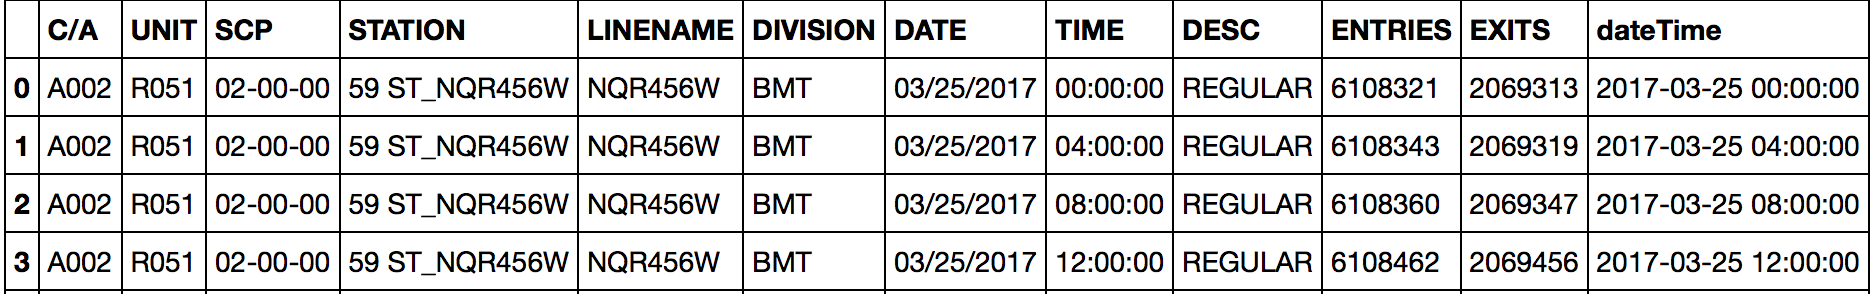 C/A UNIT SCP STATION LINENAME DIVISION DATE TIME DESC ENTRIES EXITS dateTime
0 A002 R051 02-00-00 59 ST_NQR456W NQR456W BMT 03/25/2017 00:00:00 REGULAR 6108321 2069313 2017-03-25 00:00:00
1 A002 R051 02-00-00 59 ST_NQR456W NQR456W BMT 03/25/2017 04:00:00 REGULAR 6108343 2069319 2017-03-25 04:00:00
2 A002 R051 02-00-00 59 ST_NQR456W NQR456W BMT 03/25/2017 08:00:00 REGULAR 6108360 2069347 2017-03-25 08:00:00
3 A002 R051 02-00-00 59 ST_NQR456W NQR456W BMT 03/25/2017 12:00:00 REGULAR 6108462 2069456 2017-03-25 12:00:00